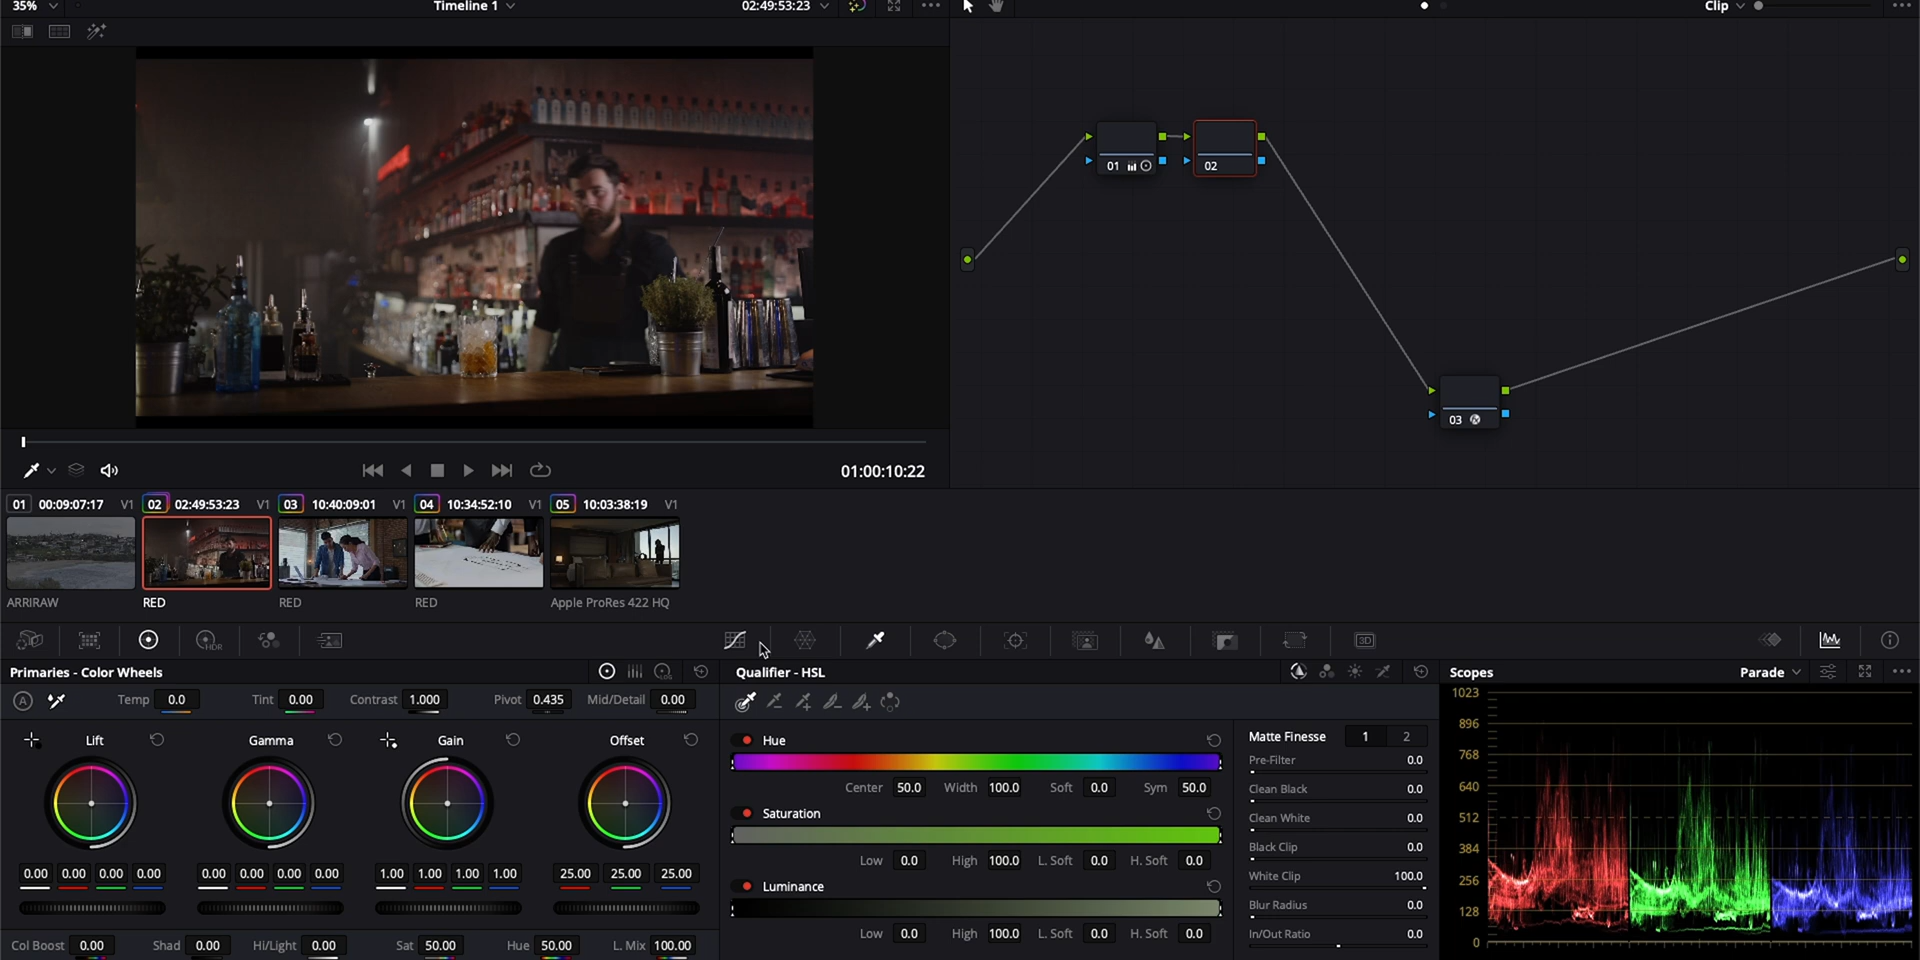 35% Timeline 1 02:49:53:23 Clip
01 02
03
01:00:10:22
01 00:09:07:17 V1 02 02:49:53:23 V1 03 10:40:09:01 V1 04 10:34:52:10 V1 05 10:03:38:19 V1
ARRIRAW RED RED RED Apple ProRes 422 HQ
HDR 3D
Primaries - Color Wheels LOG Qualifier - HSL Scopes Parade
A Temp 0.0 Tint 0.00 Contrast 1.000 Pivot 0.435 Mid/Detail 0.00
Lift Gamma Gain Offset
0.00 0.00 0.00 0.00 0.00 0.00 0.00 0.00 1.00 1.00 1.00 1.00 25.00 25.00 25.00
Col Boost 0.00 Shad 0.00 Hi/Light 0.00 Sat 50.00 Hue 50.00 L. Mix 100.00
Hue
Center 50.0 Width 100.0 Soft 0.0 Sym 50.0
Saturation
Low 0.0 High 100.0 L. Soft 0.0 H. Soft 0.0
Luminance
Low 0.0 High 100.0 L. Soft 0.0 H. Soft 0.0
Matte Finesse 1 2
Pre-Filter 0.0
Clean Black 0.0
Clean White 0.0
Black Clip 0.0
White Clip 100.0
Blur Radius 0.0
In/Out Ratio 0.0
1023
896
768
640
512
384
256
128
0